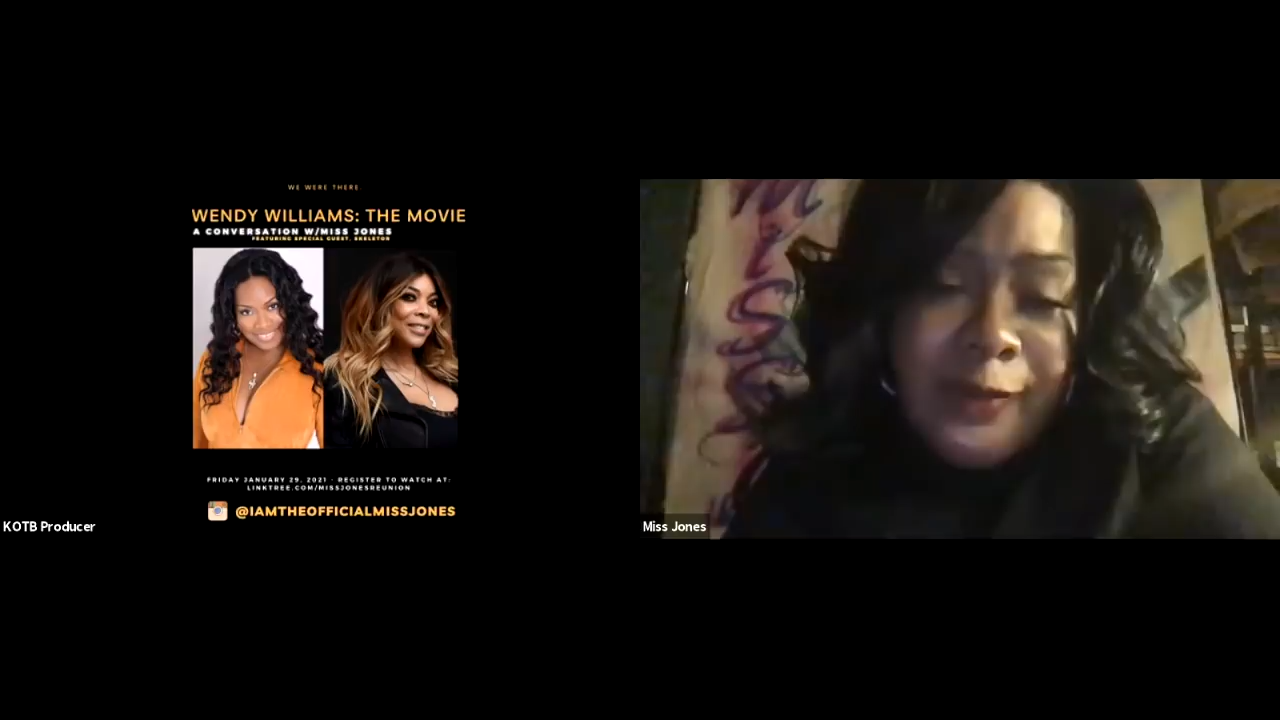 WE WERE THERE.
WENDY WILLIAMS: THE MOVIE
A CONVERSATION W/MISS JONES
FEATURING SPECIAL GUEST, SKELETOR
FRIDAY JANUARY 29, 2021 - REGISTER TO WATCH AT:
LINKTREE.COM/MISSJONESREUNION
@IAMTHEOFFICIALMISSJONES
KOTB Producer
Miss Jones